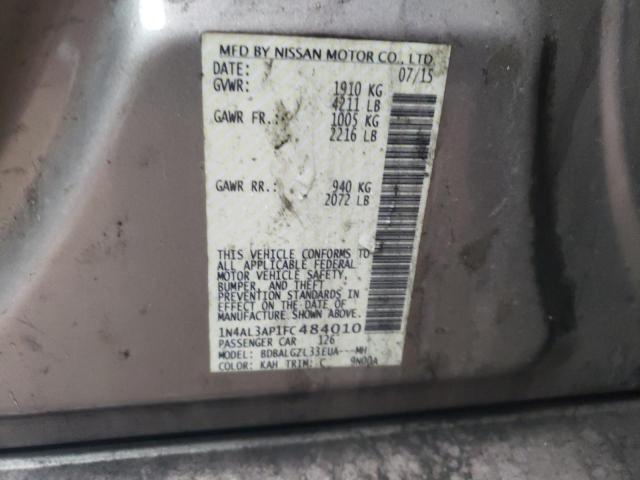 MFD BY NISSAN MOTOR CO., LTD
DATE: 07/15
GVWR: 1910 KG
4211 LB
GAWR FR.: 1005 KG
2216 LB
GAWR RR.: 940 KG
2072 LB
THIS VEHICLE CONFORMS TO
ALL APPLICABLE FEDERAL
MOTOR VEHICLE SAFETY,
BUMPER, AND THEFT
PREVENTION STANDARDS IN
EFFECT ON THE DATE OF
MANUFACTURE SHOWN ABOVE.
1N4AL3AP1FC484010
PASSENGER CAR 126
MODEL: BDBALGZL33EUA---MH
COLOR: KAH TRIM: C 9N00A